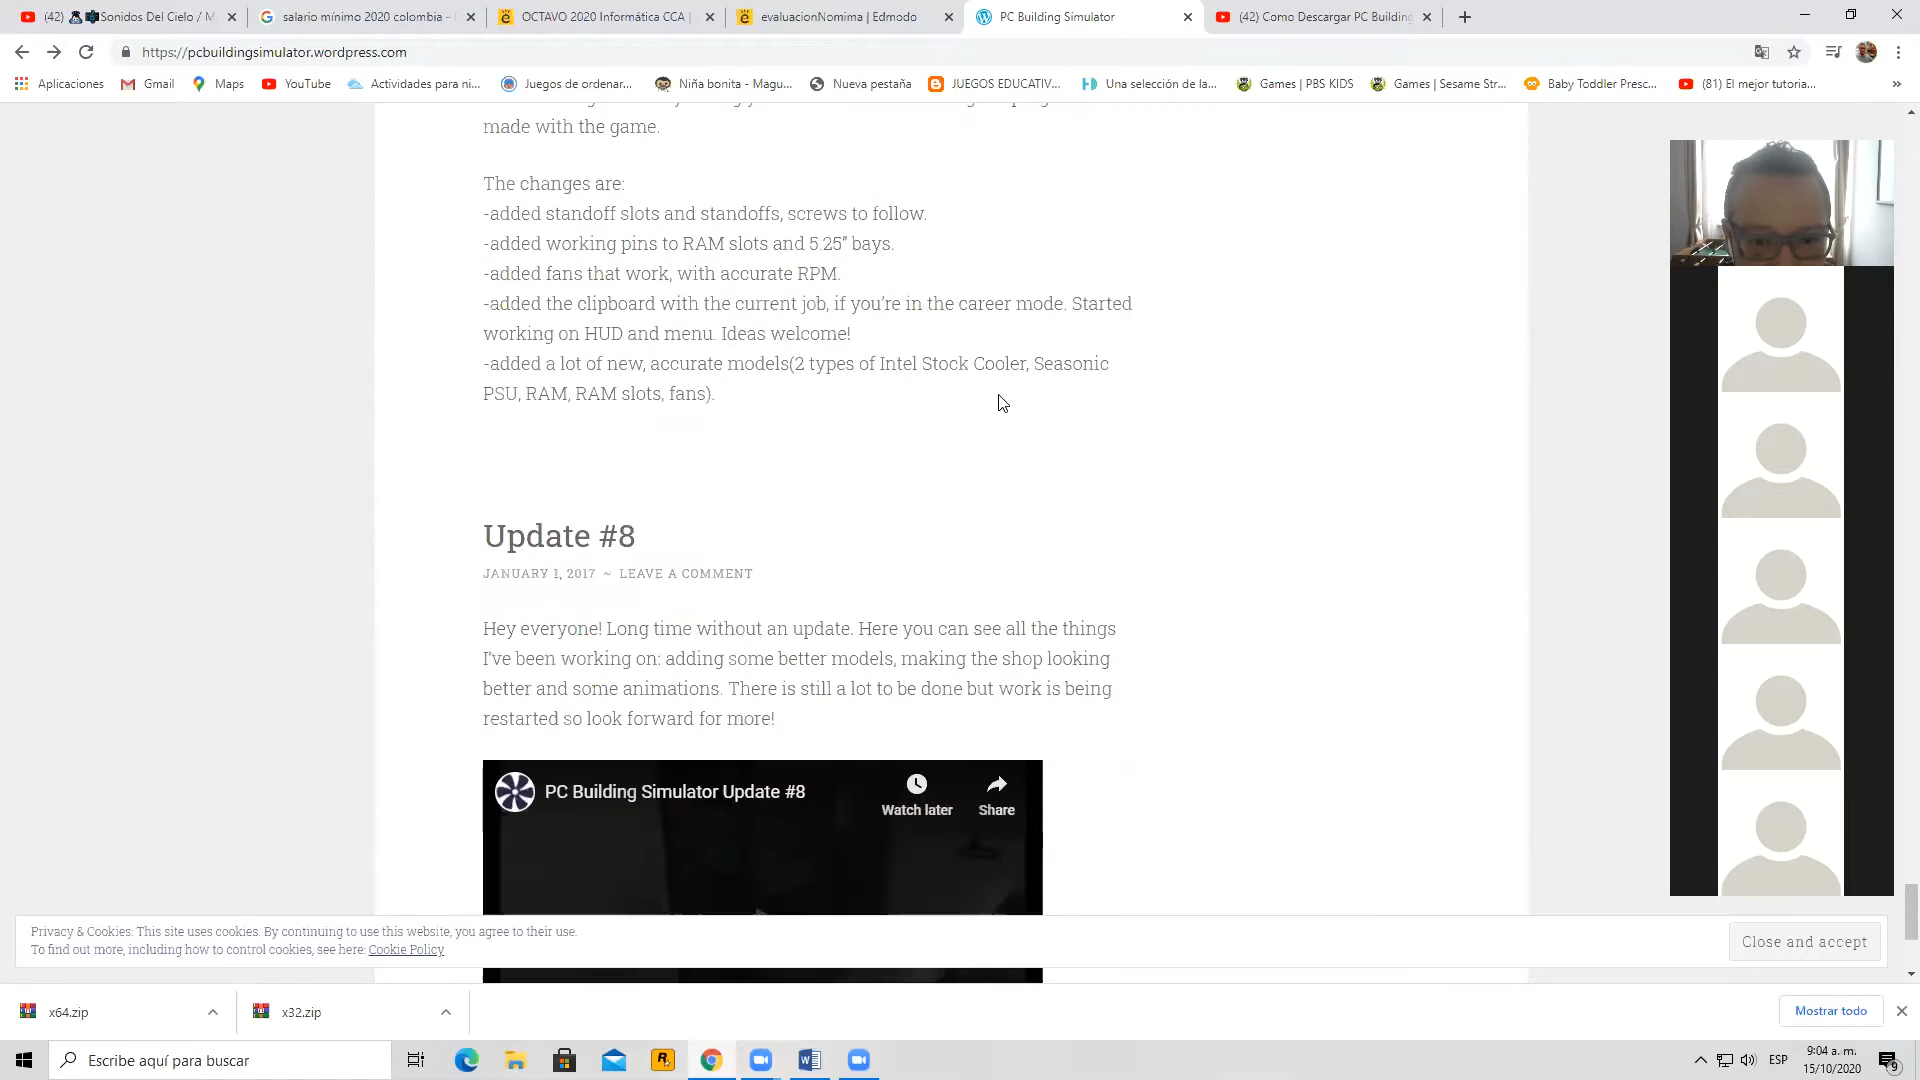 (42) Sonidos Del Cielo / M
salario mínimo 2020 colombia -
OCTAVO 2020 Informática CCA |
evaluacionNomima | Edmodo
PC Building Simulator
(42) Como Descargar PC Building
https://pcbuildingsimulator.wordpress.com
Aplicaciones
Gmail
Maps
YouTube
Actividades para ni...
Juegos de ordenar...
Niña bonita - Magu...
Nueva pestaña
JUEGOS EDUCATIV...
Una selección de la...
Games | PBS KIDS
Games | Sesame Str...
Baby Toddler Presc...
(81) El mejor tutoria...
made with the game.
The changes are:
-added standoff slots and standoffs, screws to follow.
-added working pins to RAM slots and 5.25” bays.
-added fans that work, with accurate RPM.
-added the clipboard with the current job, if you’re in the career mode. Started
working on HUD and menu. Ideas welcome!
-added a lot of new, accurate models(2 types of Intel Stock Cooler, Seasonic
PSU, RAM, RAM slots, fans).
Update #8
JANUARY 1, 2017 ~ LEAVE A COMMENT
Hey everyone! Long time without an update. Here you can see all the things
I’ve been working on: adding some better models, making the shop looking
better and some animations. There is still a lot to be done but work is being
restarted so look forward for more!
PC Building Simulator Update #8
Watch later
Share
Privacy & Cookies: This site uses cookies. By continuing to use this website, you agree to their use.
To find out more, including how to control cookies, see here: Cookie Policy
Close and accept
x64.zip
x32.zip
Mostrar todo
Escribe aquí para buscar
ESP
9:04 a. m.
15/10/2020
9